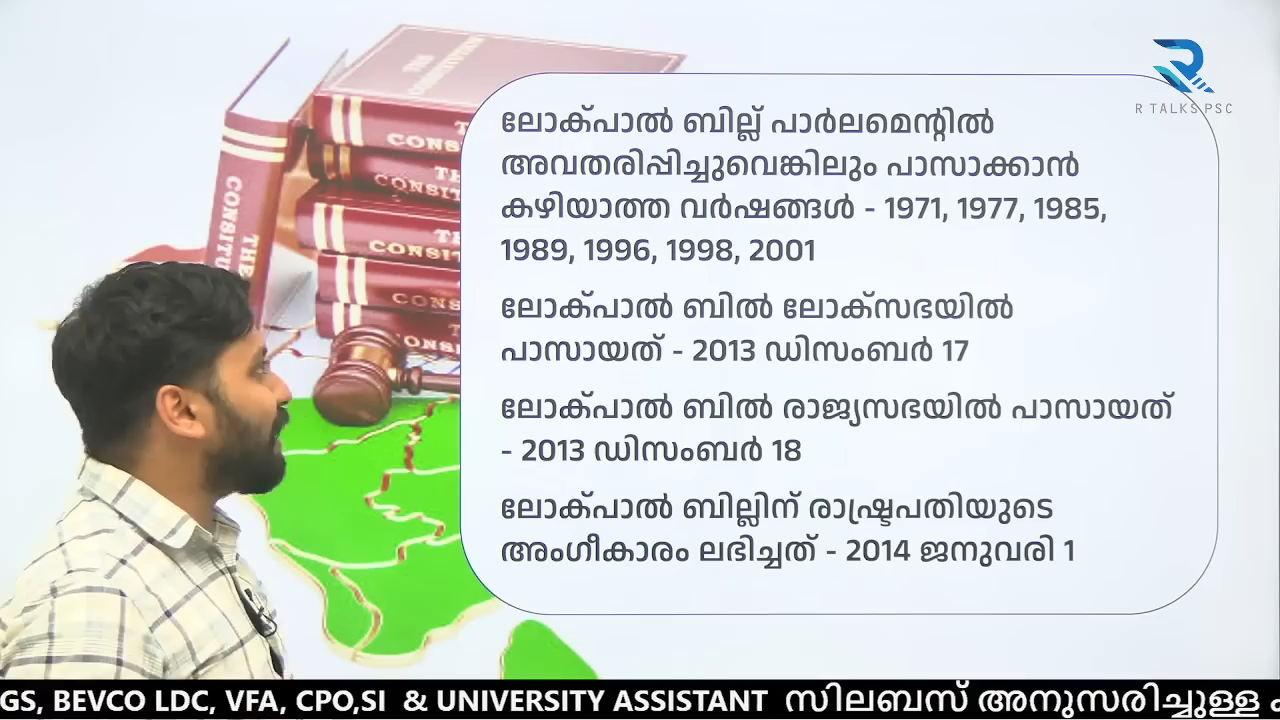 R TALKS PSC
ലോക്പാൽ ബില്ല് പാർലമെന്റിൽ
അവതരിപ്പിച്ചുവെങ്കിലും പാസാക്കാൻ
കഴിയാത്ത വർഷങ്ങൾ - 1971, 1977, 1985,
1989, 1996, 1998, 2001
ലോക്പാൽ ബിൽ ലോക്സഭയിൽ
പാസായത് - 2013 ഡിസംബർ 17
ലോക്പാൽ ബിൽ രാജ്യസഭയിൽ പാസായത്
- 2013 ഡിസംബർ 18
ലോക്പാൽ ബില്ലിന് രാഷ്ട്രപതിയുടെ
അംഗീകാരം ലഭിച്ചത് - 2014 ജനുവരി 1
GS, BEVCO LDC, VFA, CPO,SI & UNIVERSITY ASSISTANT സിലബസ് അനുസരിച്ചുള്ള